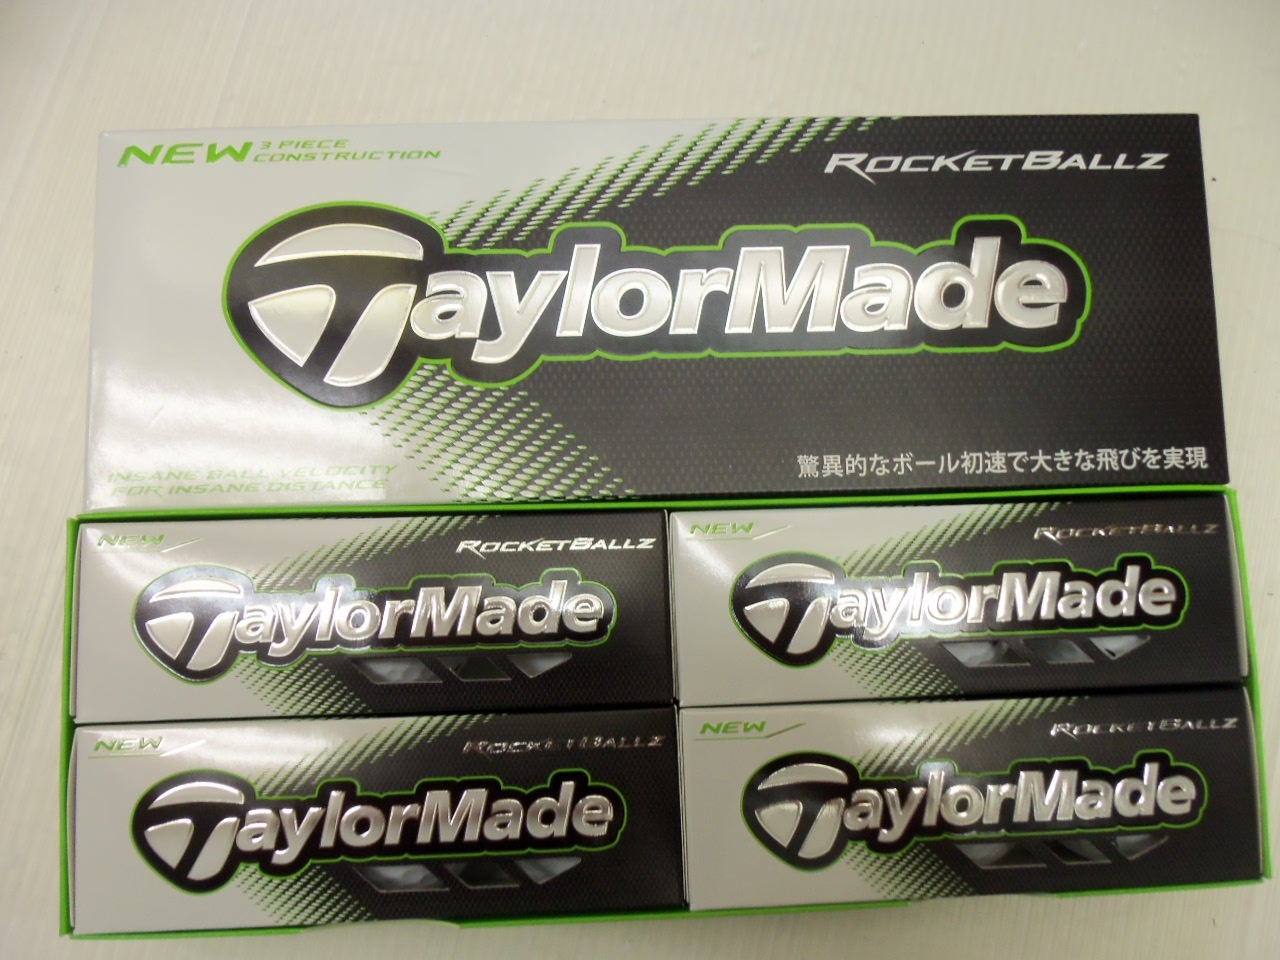 NEW 3 PIECE
CONSTRUCTION
ROCKETBALLZ
TaylorMade
INSANE BALL VELOCITY
FOR INSANE DISTANCE
驚異的なボール初速で大きな飛びを実現
NEW
ROCKETBALLZ
TaylorMade
NEW
ROCKETBALLZ
TaylorMade
NEW
ROCKETBALLZ
TaylorMade
NEW
ROCKETBALLZ
TaylorMade